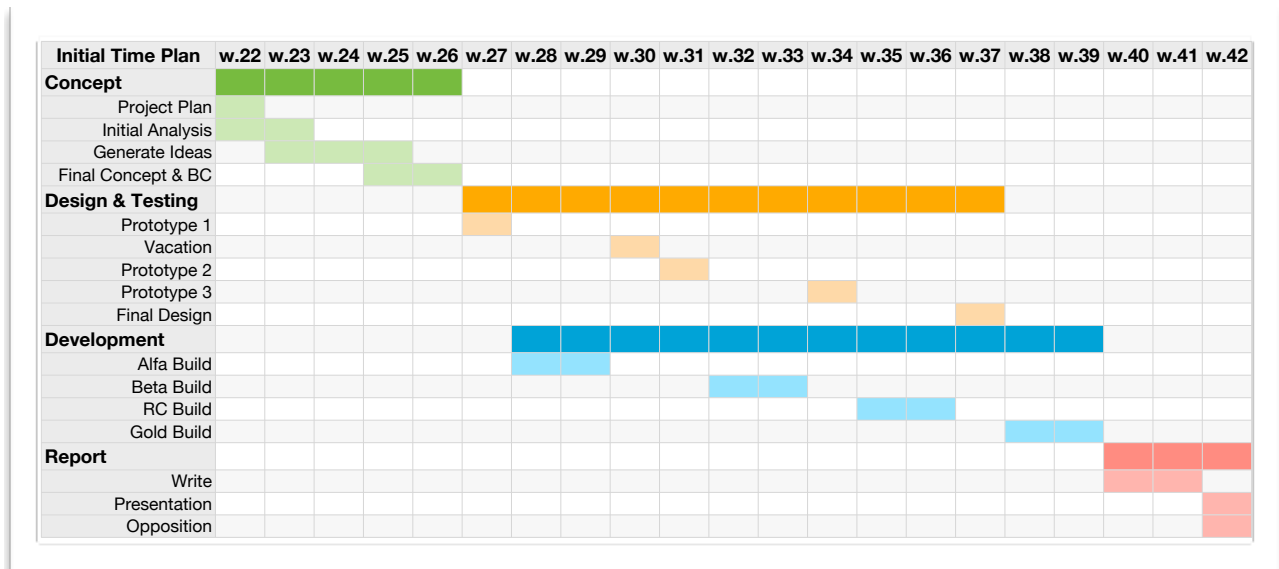 Initial Time Plan w.22 w.23 w.24 w.25 w.26 w.27 w.28 w.29 w.30 w.31 w.32 w.33 w.34 w.35 w.36 w.37 w.38 w.39 w.40 w.41 w.42
Concept
Project Plan
Initial Analysis
Generate Ideas
Final Concept & BC
Design & Testing
Prototype 1
Vacation
Prototype 2
Prototype 3
Final Design
Development
Alfa Build
Beta Build
RC Build
Gold Build
Report
Write
Presentation
Opposition